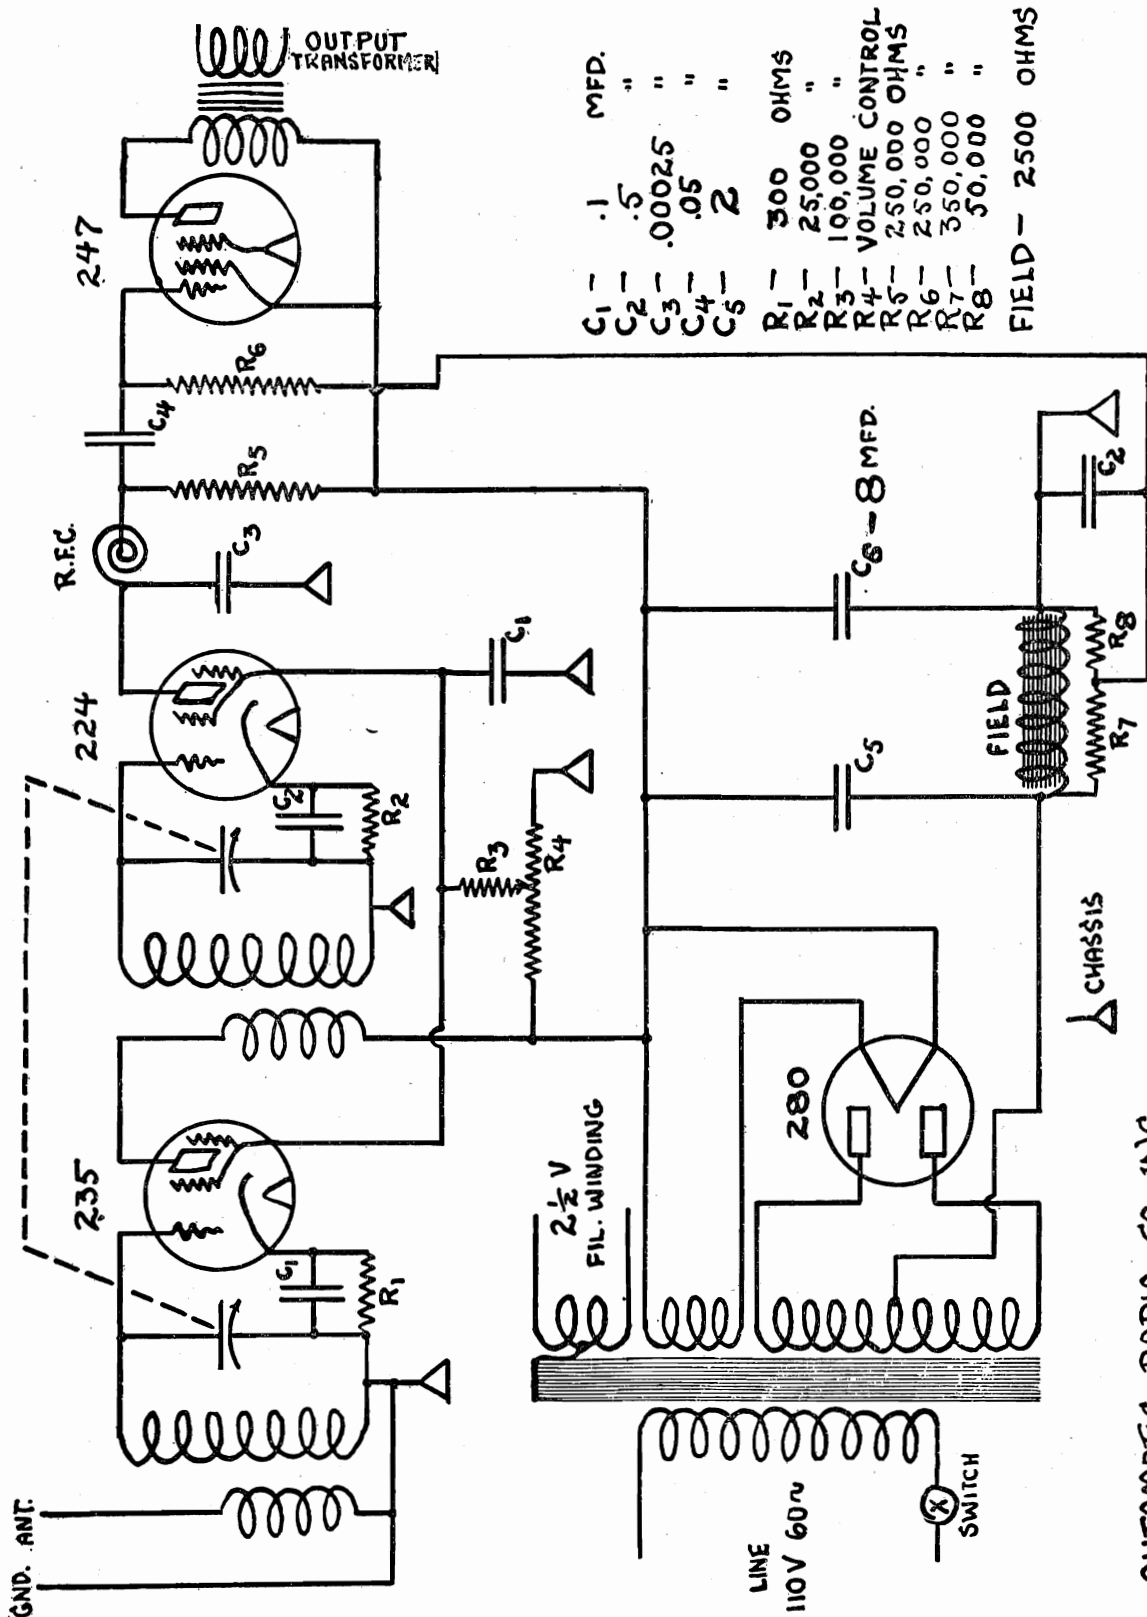 GND. ANT.
235
224
247
R.F.C.
OUTPUT
TRANSFORMER
C1
R1
C2
R2
C3
C4
R5
R6
C1
R3
R4
2½ V
FIL. WINDING
280
C5
C6 – 8 MFD.
FIELD
R7
R8
C2
CHASSIS
LINE
110V 60~
X
SWITCH
C1 – .1 MFD.
C2 – .5 "
C3 – .00025 "
C4 – .05 "
C5 – 2 "
R1 – 300 OHMS
R2 – 25,000 "
R3 – 100,000 "
R4 – VOLUME CONTROL
R5 – 250,000 OHMS
R6 – 250,000 "
R7 – 350,000 "
R8 – 50,000 "
FIELD – 2500 OHMS
RADIO CO. INC.